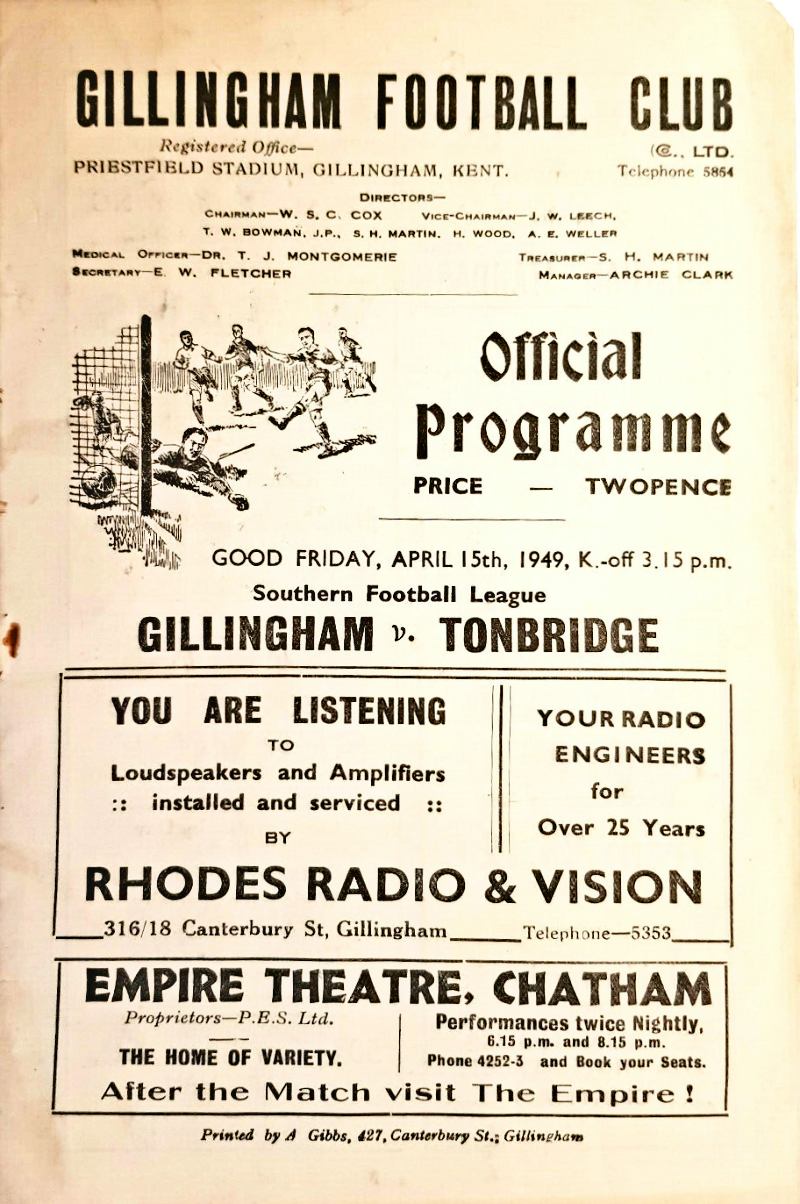 GILLINGHAM FOOTBALL CLUB
Registered Office—
(Co., LTD.
PRIESTFIELD STADIUM, GILLINGHAM, KENT.
Telephone 5854
DIRECTORS—
CHAIRMAN—W. S. C. COX VICE-CHAIRMAN—J. W. LEECH,
T. W. BOWMAN, J.P., S. H. MARTIN. H. WOOD, A. E. WELLER
MEDICAL OFFICER—DR. T. J. MONTGOMERIE TREASURER—S. H. MARTIN
SECRETARY—E. W. FLETCHER MANAGER—ARCHIE CLARK
Official
Programme
PRICE — TWOPENCE
GOOD FRIDAY, APRIL 15th, 1949, K.-off 3.15 p.m.
Southern Football League
GILLINGHAM v. TONBRIDGE
YOU ARE LISTENING
TO
Loudspeakers and Amplifiers
:: installed and serviced ::
BY
YOUR RADIO
ENGINEERS
for
Over 25 Years
RHODES RADIO & VISION
316/18 Canterbury St, Gillingham Telephone—5353
EMPIRE THEATRE, CHATHAM
Proprietors—P.E.S. Ltd.
THE HOME OF VARIETY.
Performances twice Nightly,
6.15 p.m. and 8.15 p.m.
Phone 4252-3 and Book your Seats.
After the Match visit The Empire !
Printed by A Gibbs, 427, Canterbury St.; Gillingham